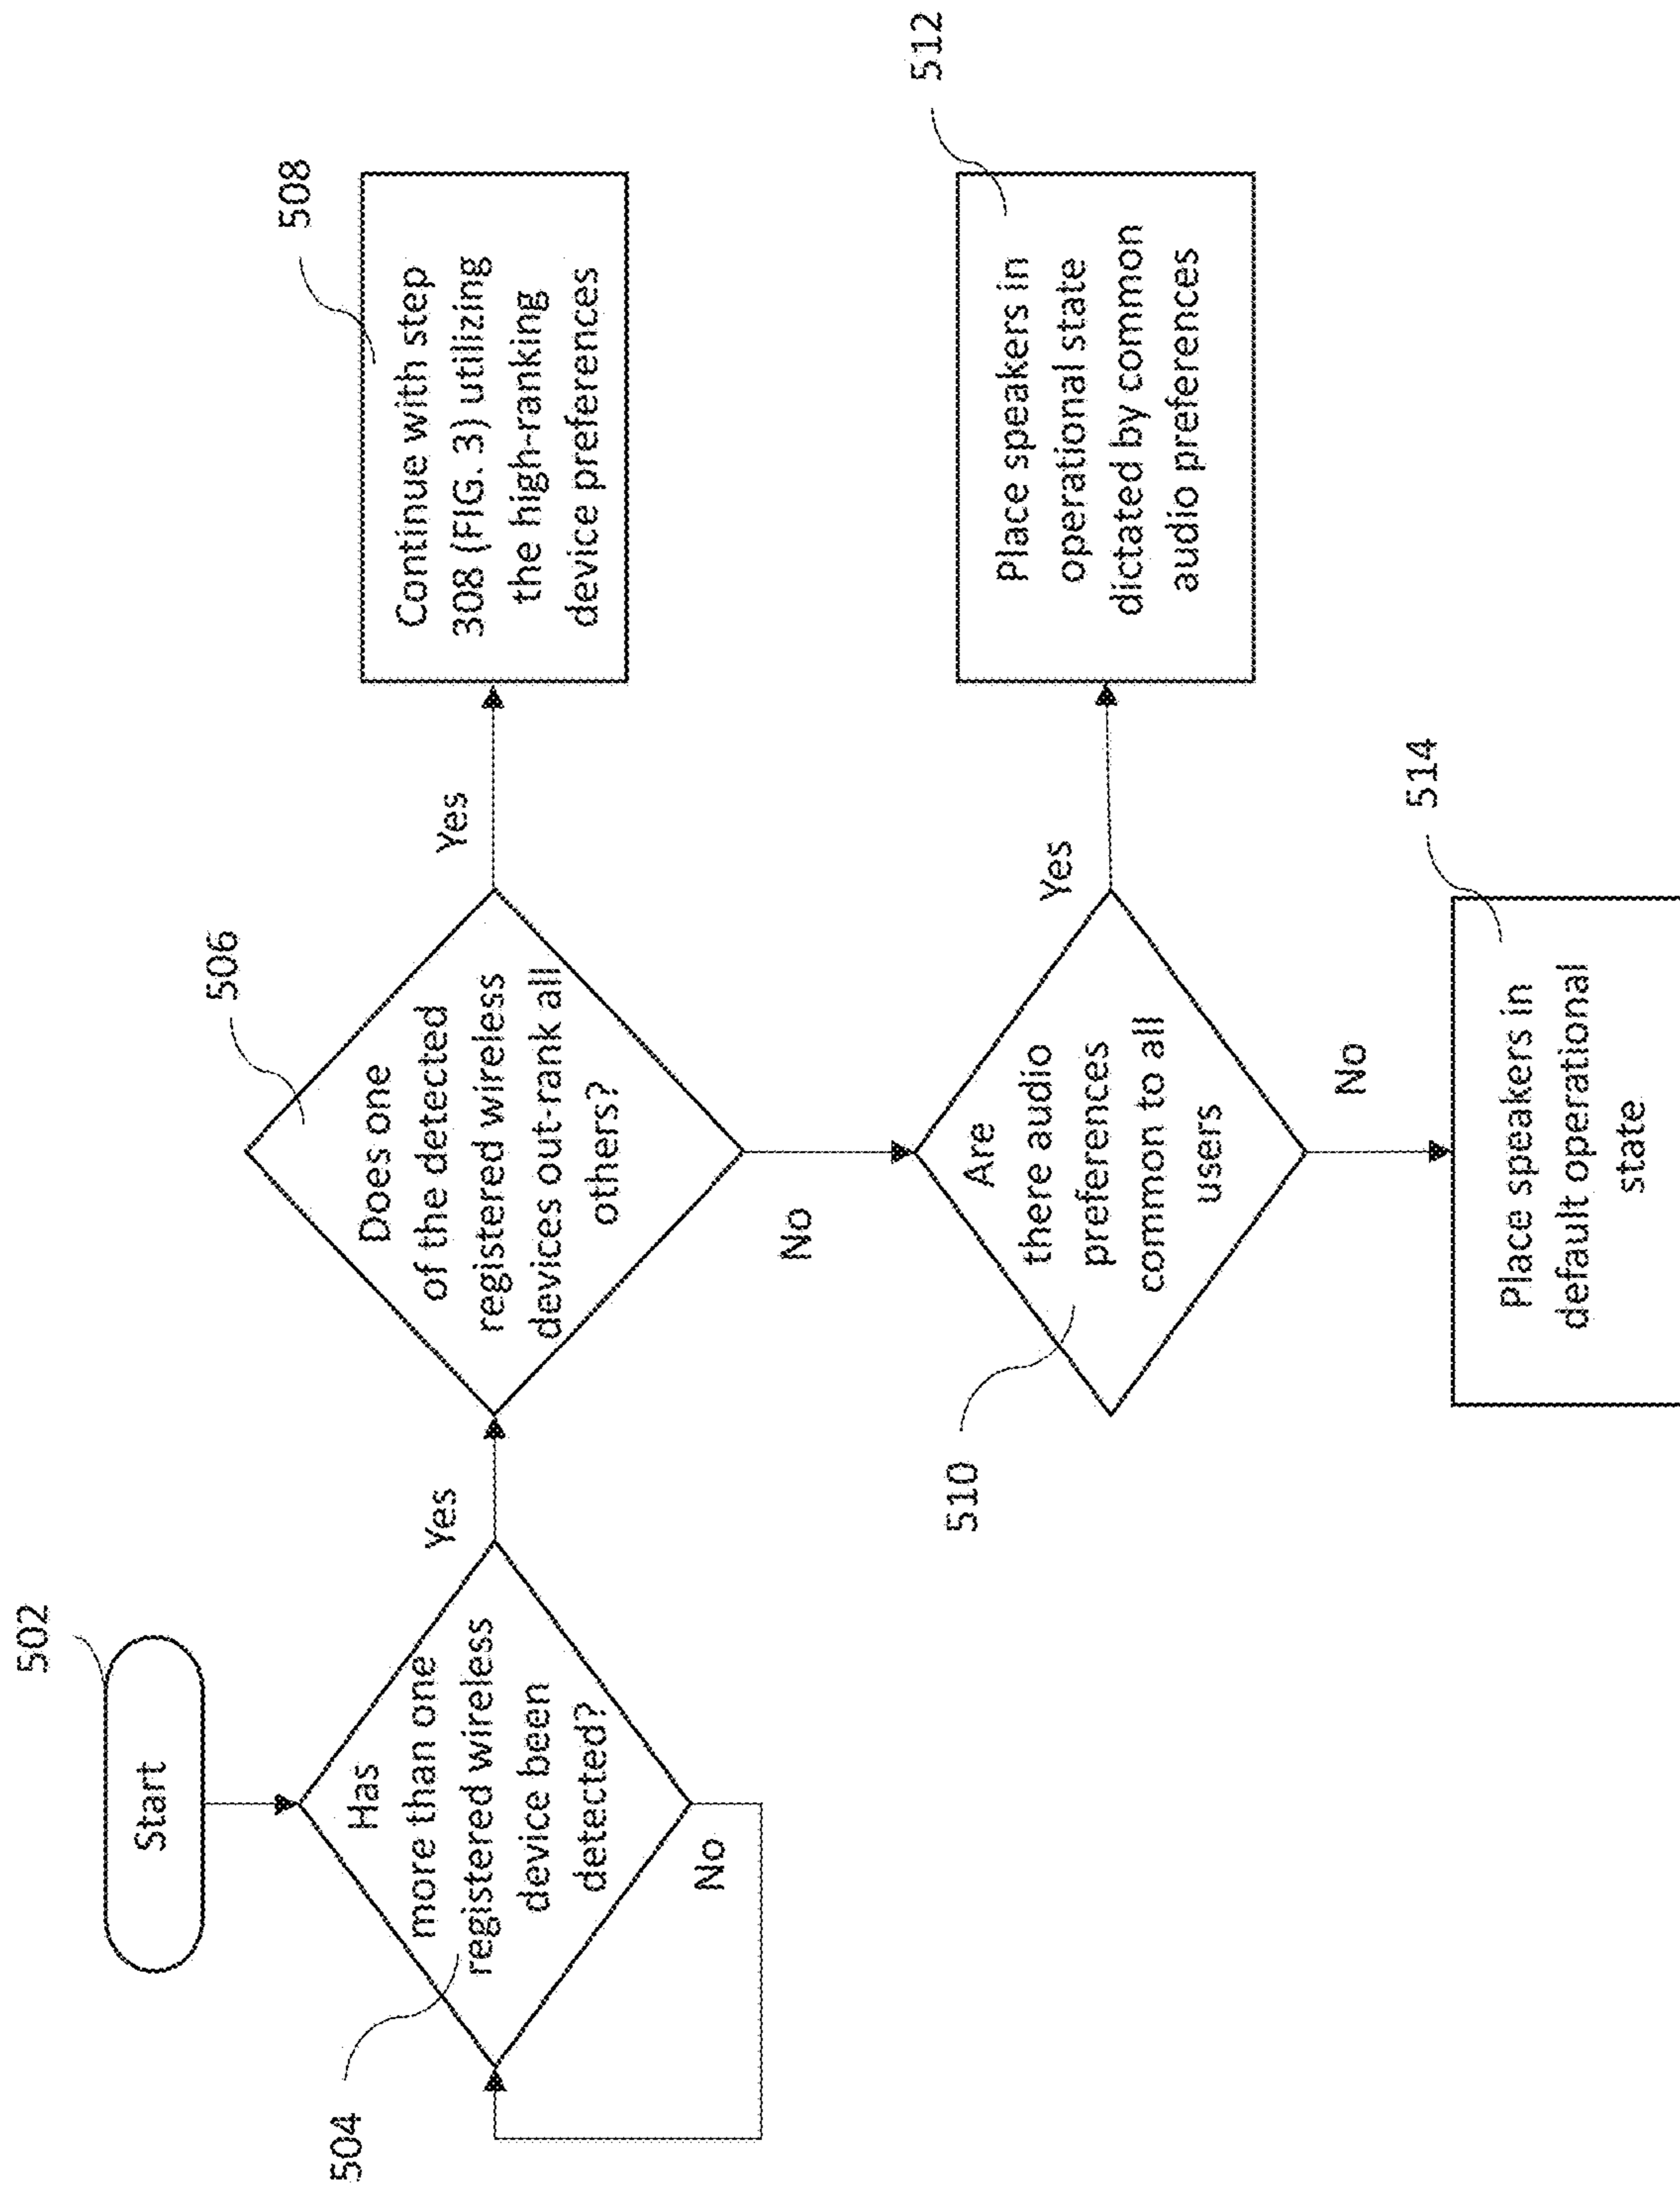 502
Start
504
Has
more than one
registered wireless
device been
detected?
Yes
No
506
Does one
of the detected
registered wireless
devices out-rank all
others?
Yes
No
508
Continue with step
308 (FIG. 3) utilizing
the high-ranking
device preferences
510
Are
there audio
preferences
common to all
users
Yes
No
512
Place speakers in
operational state
dictated by common
audio preferences
514
Place speakers in
default operational
state